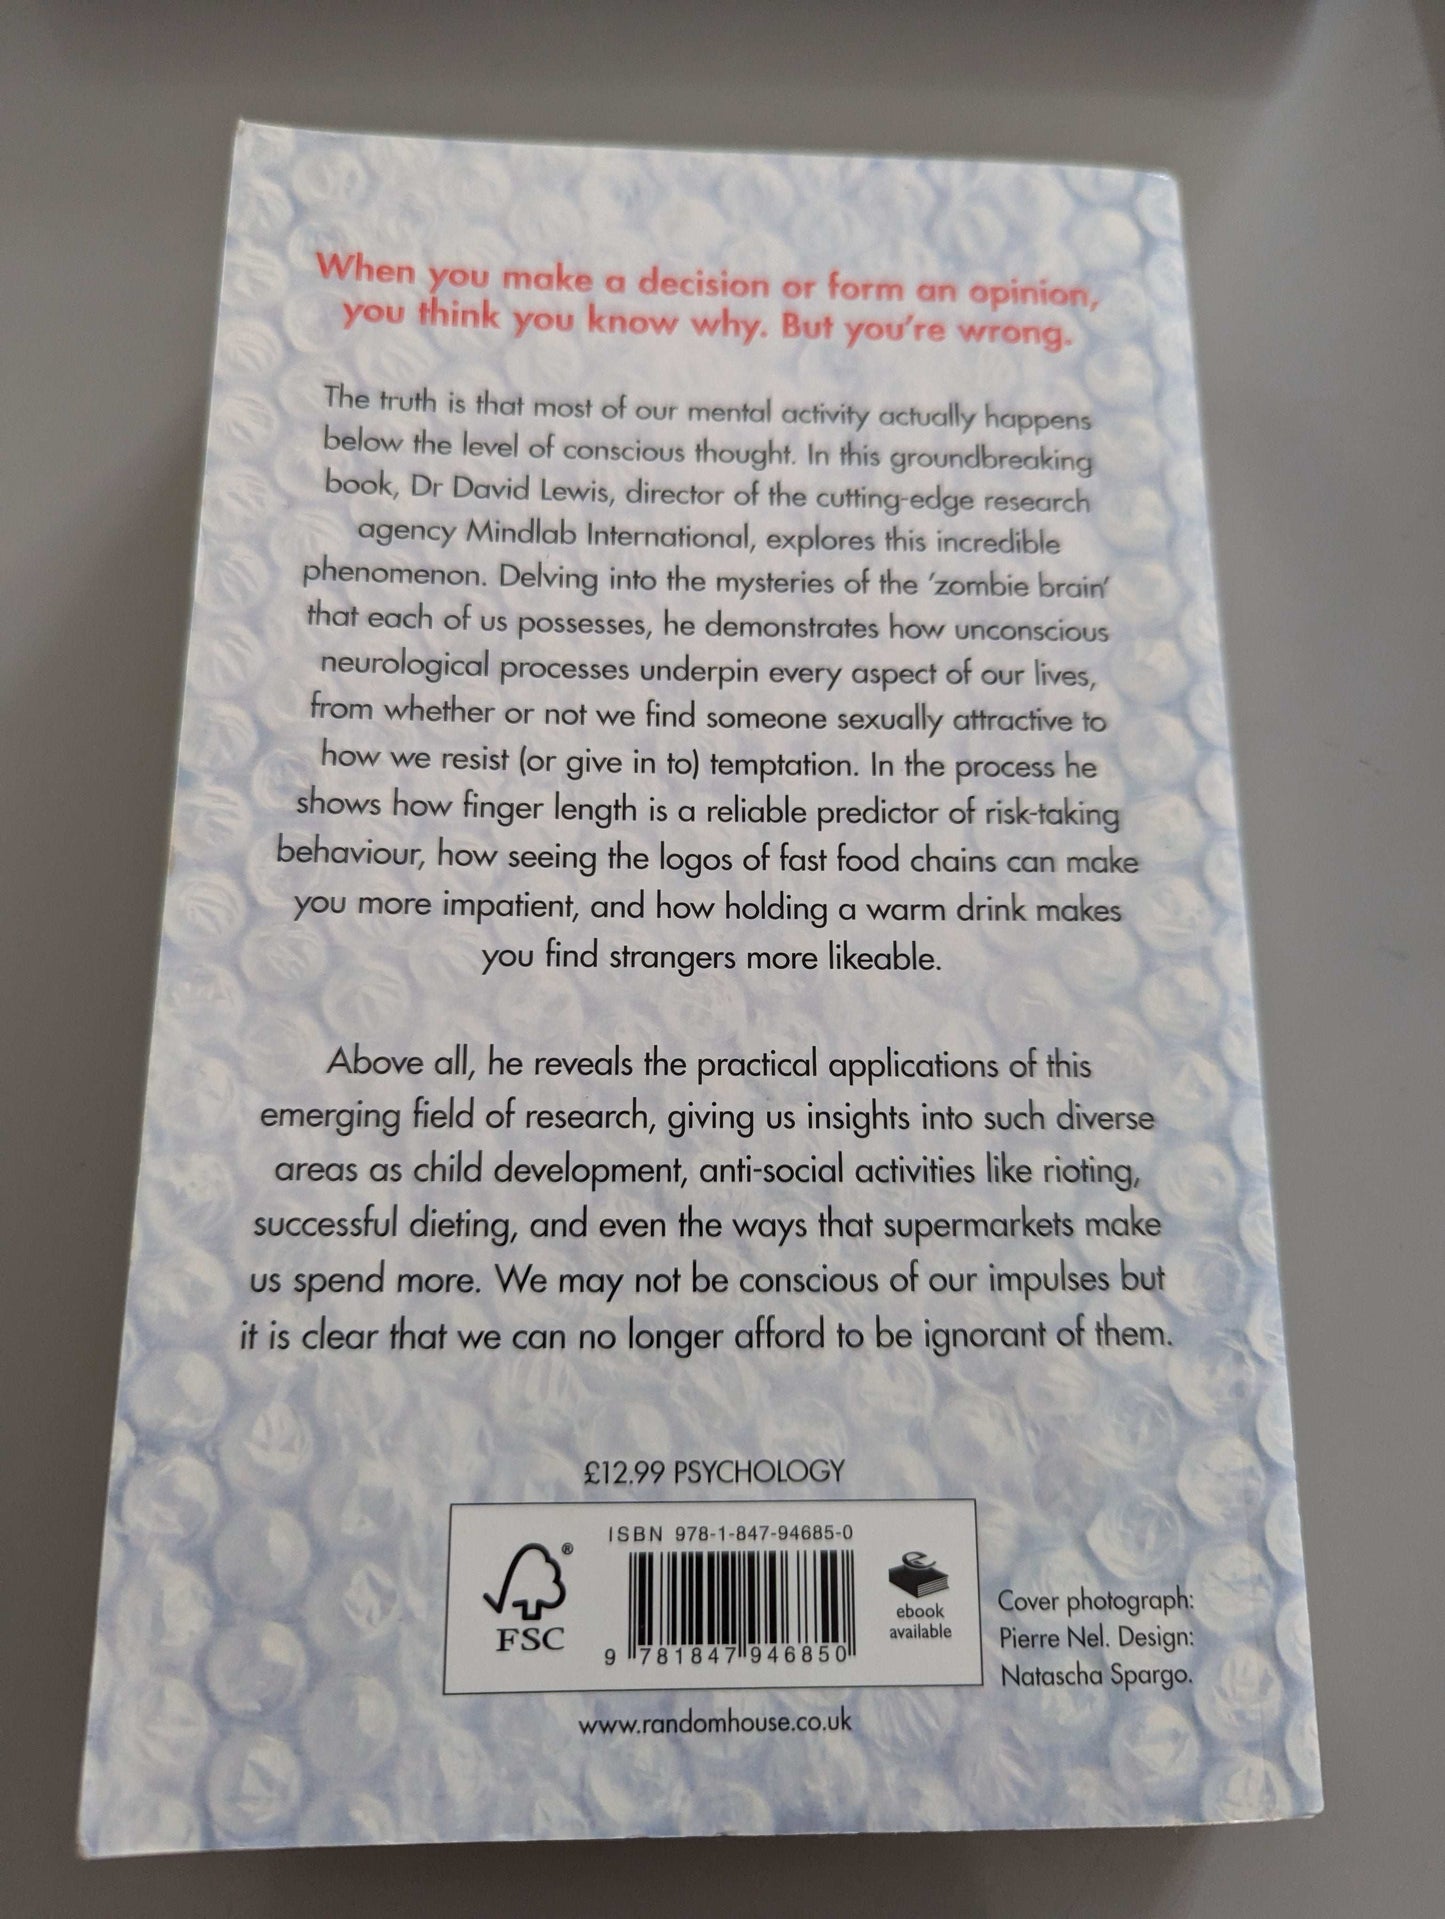 When you make a decision or form an opinion,
you think you know why. But you're wrong.
The truth is that most of our mental activity actually happens
below the level of conscious thought. In this groundbreaking
book, Dr David Lewis, director of the cutting-edge research
agency Mindlab International, explores this incredible
phenomenon. Delving into the mysteries of the 'zombie brain'
that each of us possesses, he demonstrates how unconscious
neurological processes underpin every aspect of our lives,
from whether or not we find someone sexually attractive to
how we resist (or give in to) temptation. In the process he
shows how finger length is a reliable predictor of risk-taking
behaviour, how seeing the logos of fast food chains can make
you more impatient, and how holding a warm drink makes
you find strangers more likeable.
Above all, he reveals the practical applications of this
emerging field of research, giving us insights into such diverse
areas as child development, anti-social activities like rioting,
successful dieting, and even the ways that supermarkets make
us spend more. We may not be conscious of our impulses but
it is clear that we can no longer afford to be ignorant of them.
£12.99 PSYCHOLOGY
ISBN 978-1-847-94685-0
®
FSC
9 781847 946850
ebook
available
Cover photograph:
Pierre Nel. Design:
Natascha Spargo.
www.randomhouse.co.uk